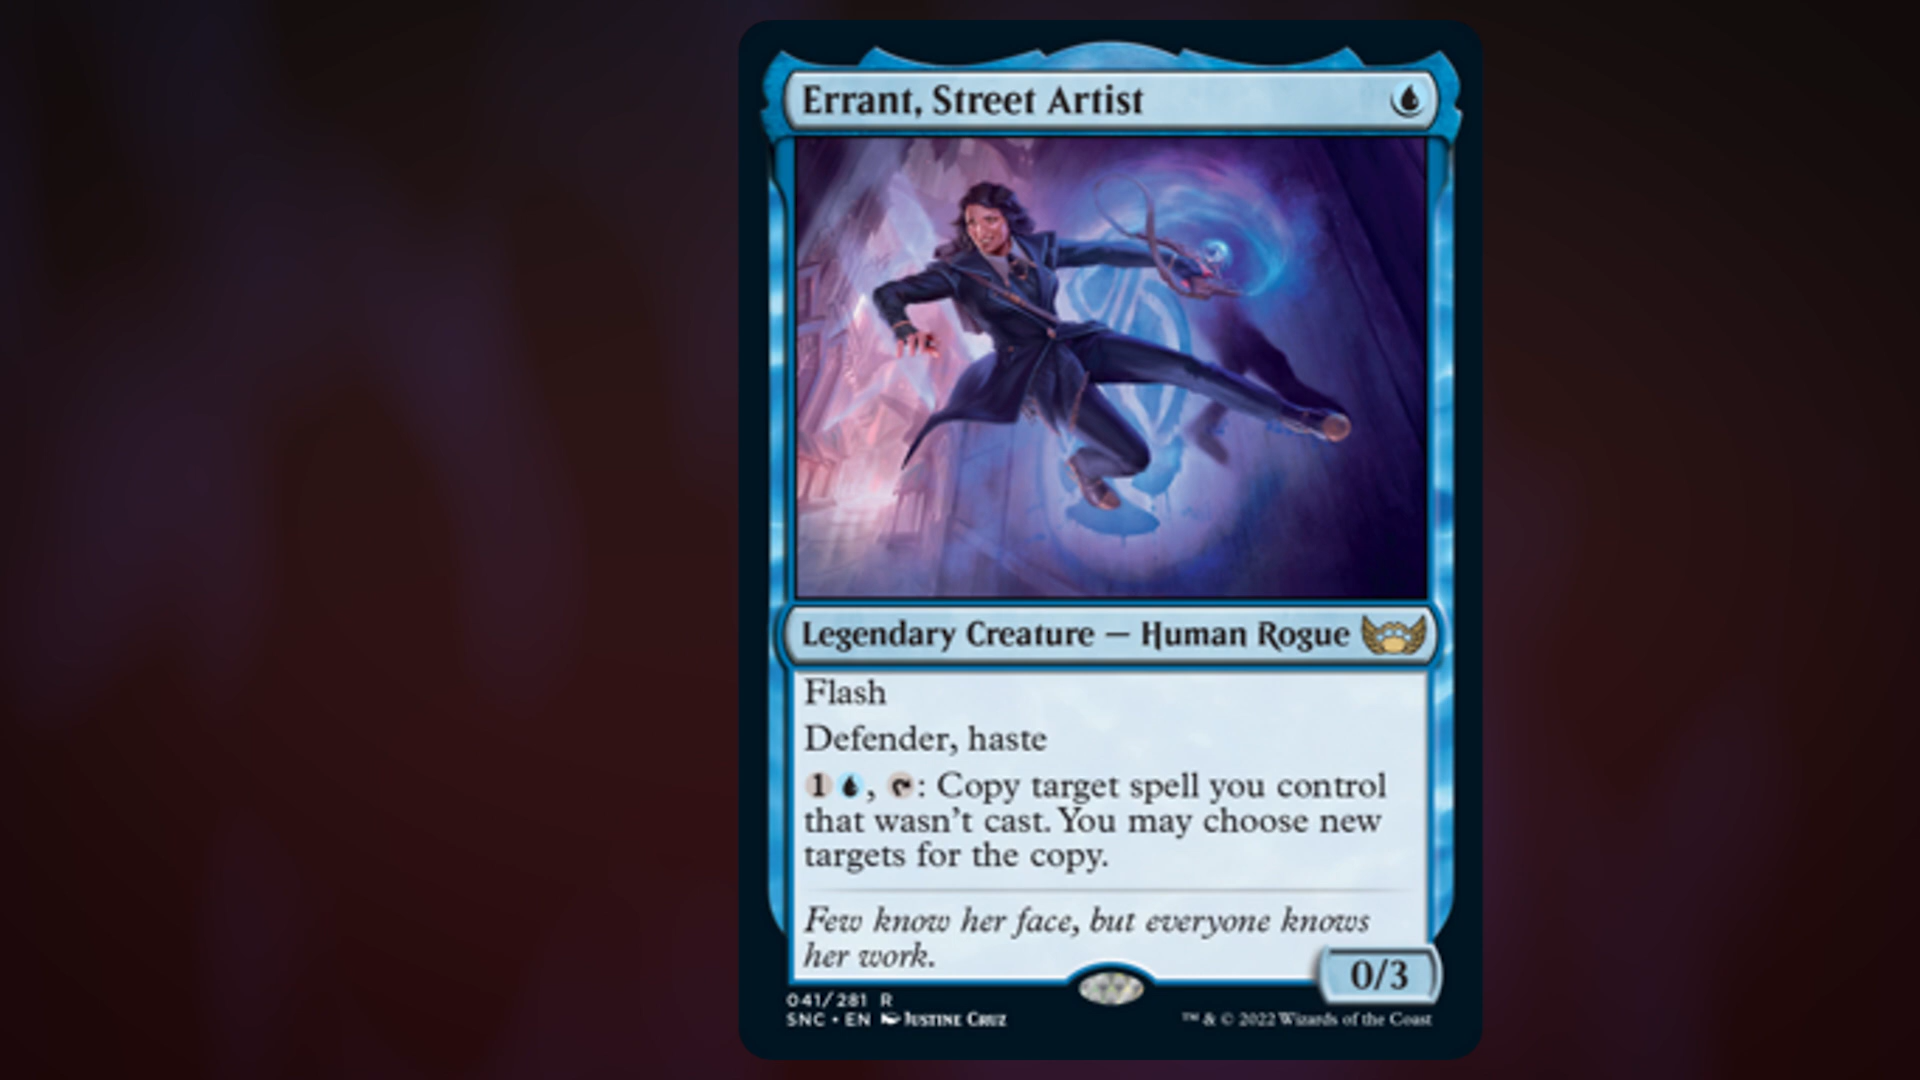 Errant, Street Artist
Legendary Creature — Human Rogue
Flash
Defender, haste
1 , : Copy target spell you control
that wasn't cast. You may choose new
targets for the copy.
Few know her face, but everyone knows
her work.
0/3
041/281 R
SNC • EN Justine Cruz
™ & © 2022 Wizards of the Coast